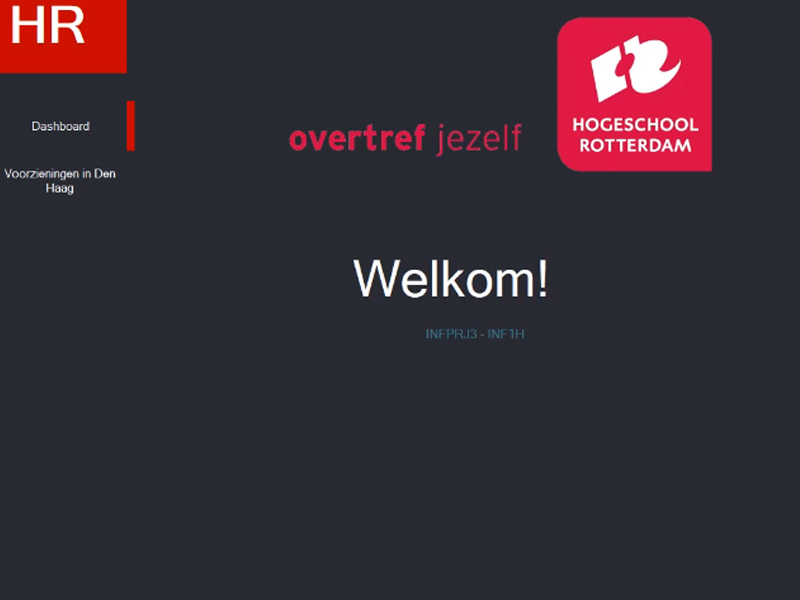 HR
Dashboard
Voorzieningen in Den
Haag
overtref jezelf
HOGESCHOOL
ROTTERDAM
Welkom!
INFPRJ3 - INF1H